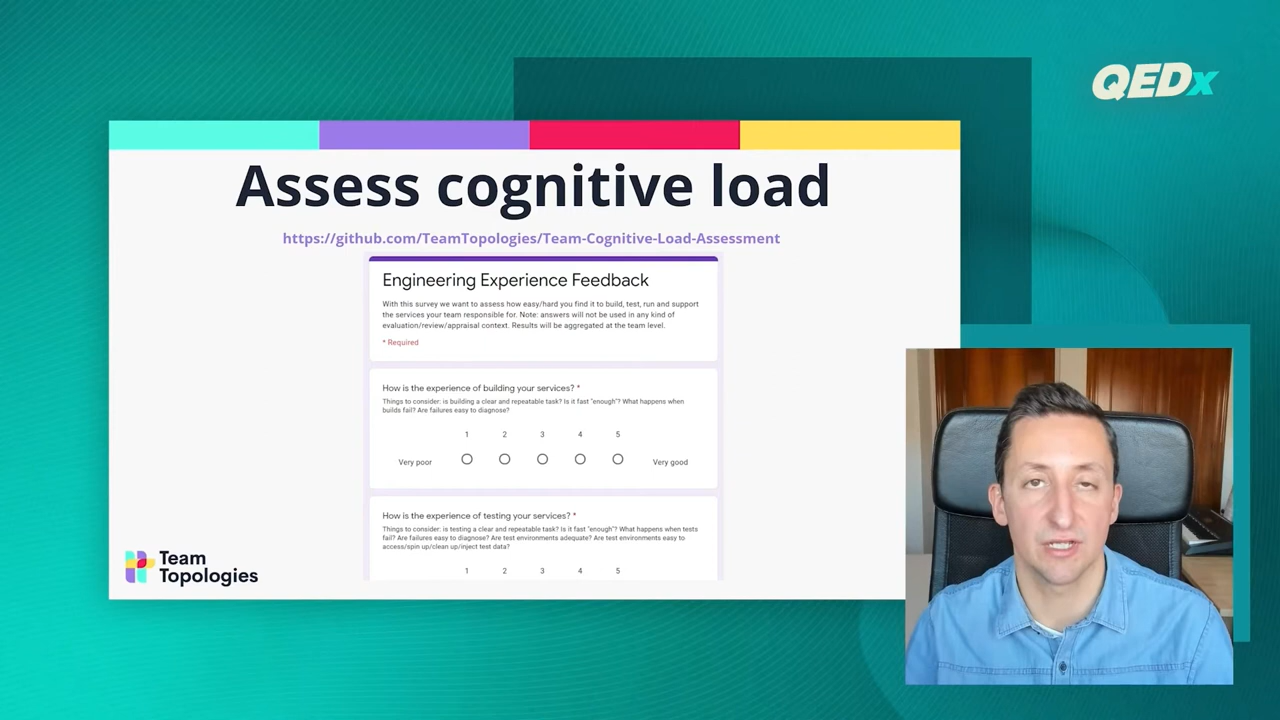 QEDx
Assess cognitive load
https://github.com/TeamTopologies/Team-Cognitive-Load-Assessment
Engineering Experience Feedback
With this survey we want to assess how easy/hard you find it to build, test, run and support
the services your team responsible for. Note: answers will not be used in any kind of
evaluation/review/appraisal context. Results will be aggregated at the team level.
* Required
How is the experience of building your services? *
Things to consider: is building a clear and repeatable task? Is it fast "enough"? What happens when
builds fail? Are failures easy to diagnose?
1 2 3 4 5
Very poor Very good
How is the experience of testing your services? *
Things to consider: is testing a clear and repeatable task? Is it fast "enough"? What happens when tests
fail? Are failures easy to diagnose? Are test environments adequate? Are test environments easy to
access/spin up/clean up/inject test data?
1 2 3 4 5
Team
Topologies